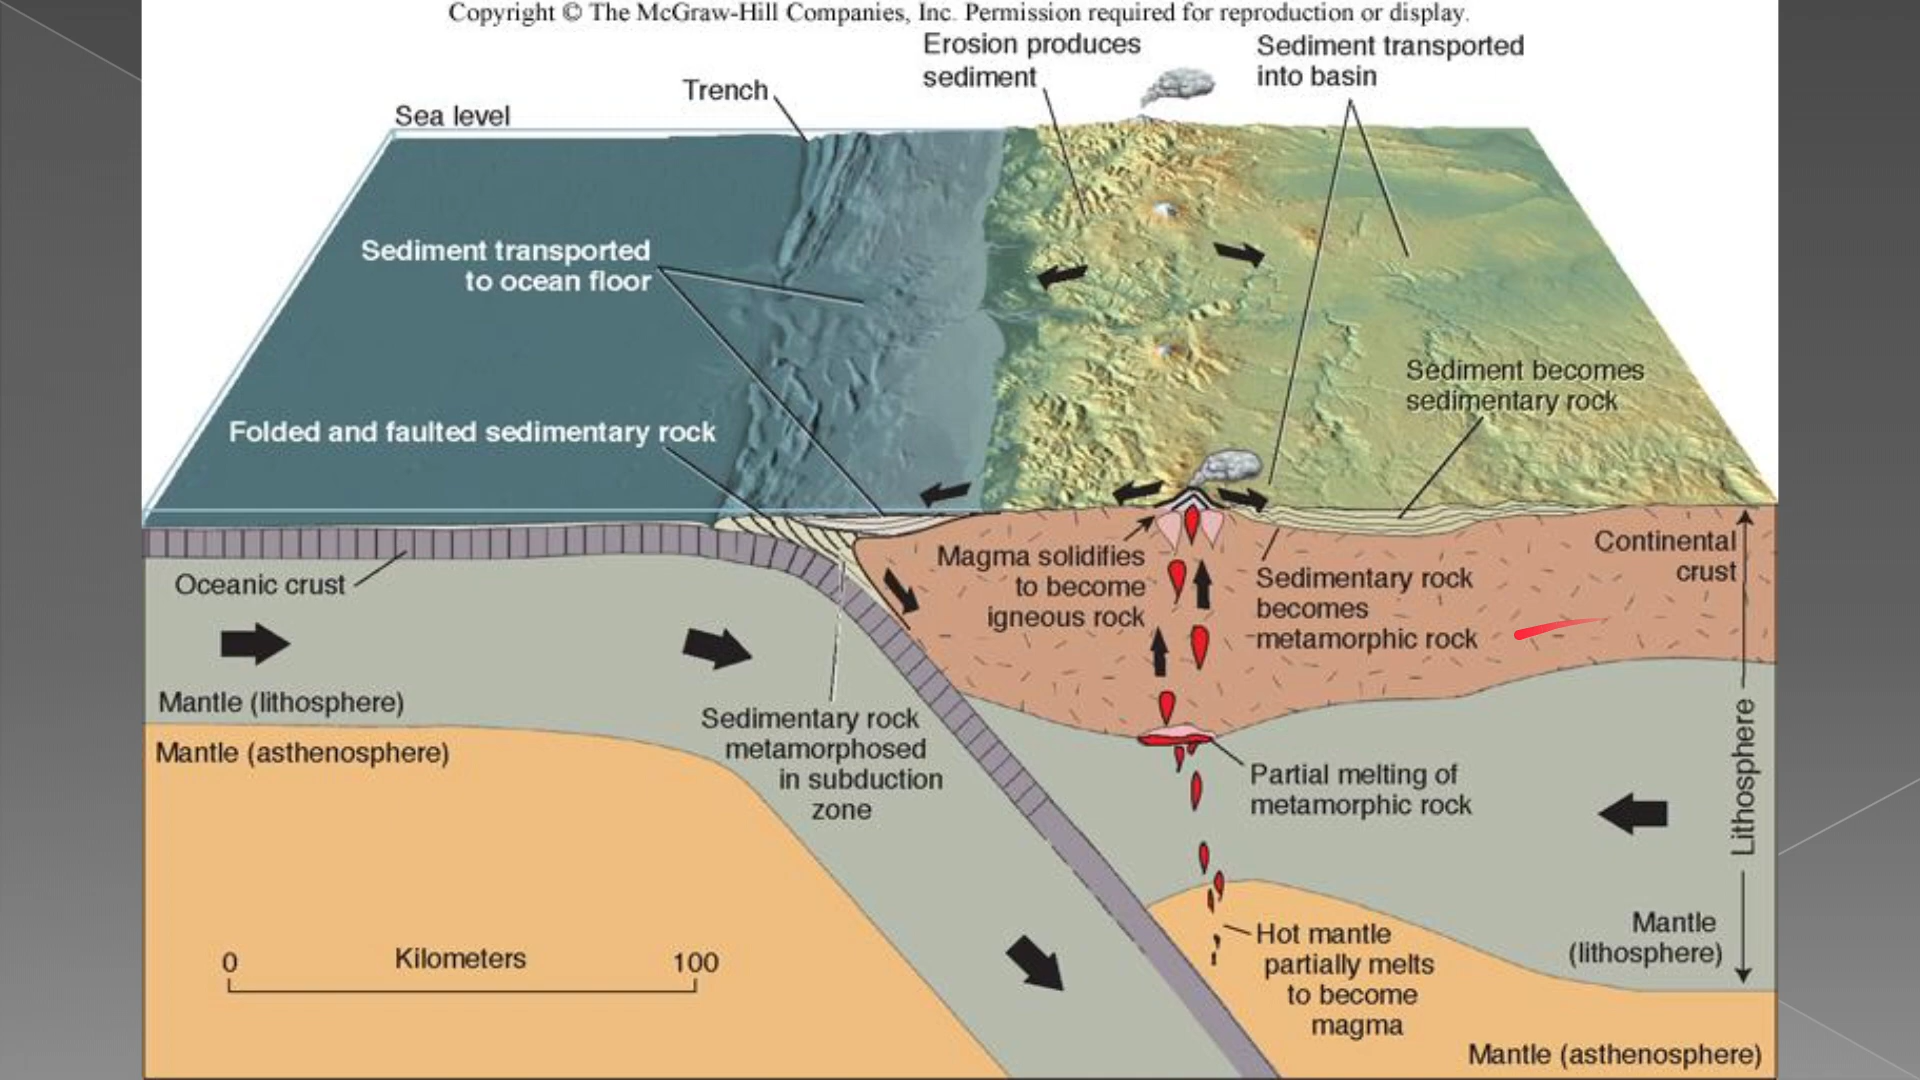 Copyright © The McGraw-Hill Companies, Inc. Permission required for reproduction or display.
Erosion produces
sediment
Sediment transported
into basin
Trench
Sea level
Sediment transported
to ocean floor
Sediment becomes
sedimentary rock
Folded and faulted sedimentary rock
Oceanic crust
Magma solidifies
to become
igneous rock
Sedimentary rock
becomes
metamorphic rock
Continental
crust
Mantle (lithosphere)
Mantle (asthenosphere)
Sedimentary rock
metamorphosed
in subduction
zone
Partial melting of
metamorphic rock
Lithosphere
Mantle
(lithosphere)
Hot mantle
partially melts
to become
magma
0 Kilometers 100
Mantle (asthenosphere)